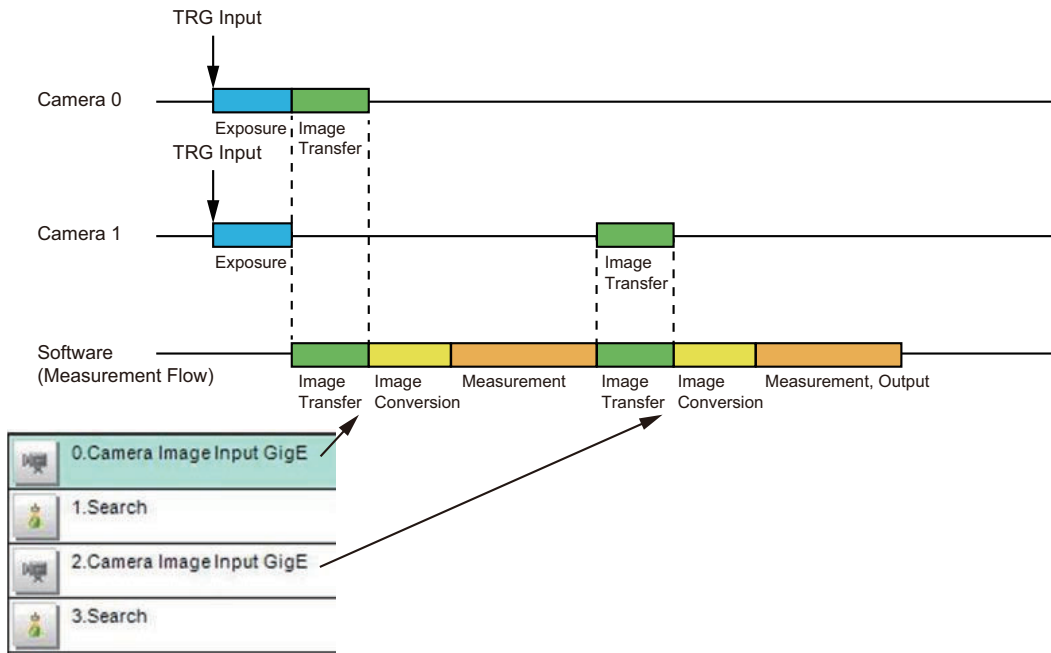 TRG Input
Camera 0
Exposure
Image
Transfer
TRG Input
Camera 1
Exposure
Image
Transfer
Software
(Measurement Flow)
Image
Transfer
Image
Conversion
Measurement
Image
Transfer
Image
Conversion
Measurement, Output
0.Camera Image Input GigE
1.Search
2.Camera Image Input GigE
3.Search